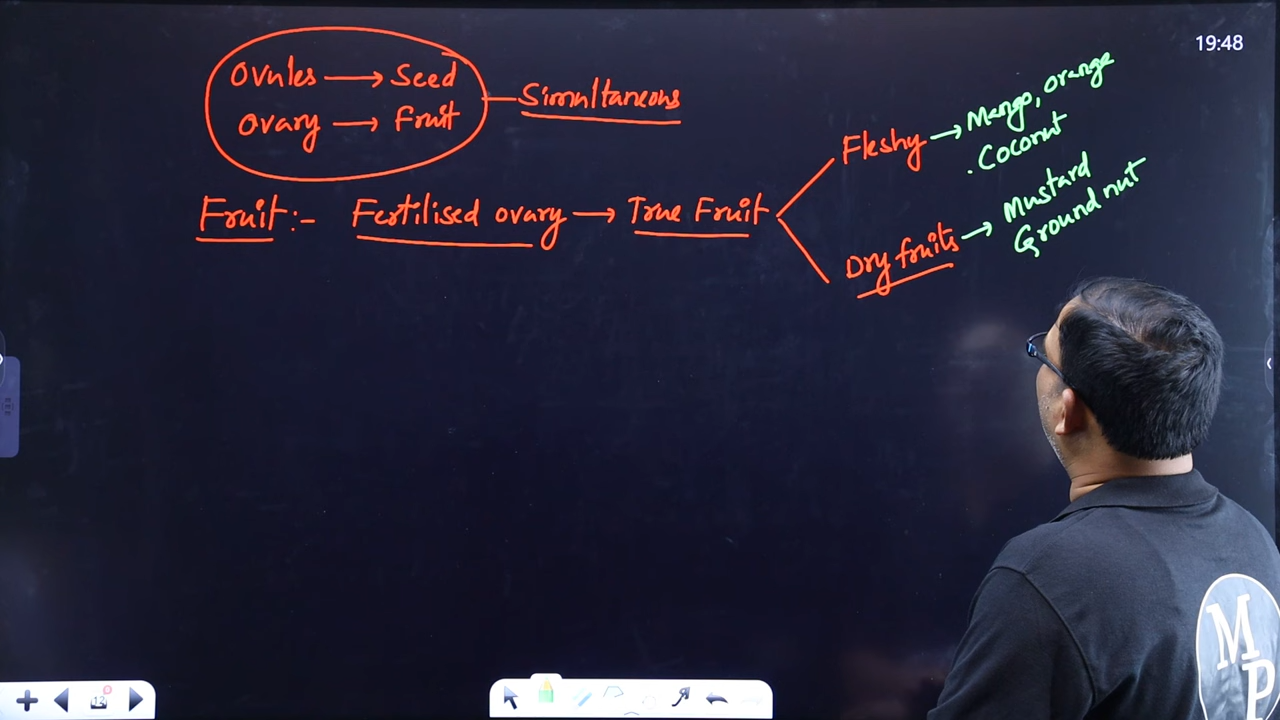 19:48
Ovules → Seed
Ovary → Fruit
Simultaneous
Fruit:- Fertilised ovary → True Fruit
Fleshy → Mango, orange
. Coconut
Dry fruits → Mustard
Ground nut
12
MP